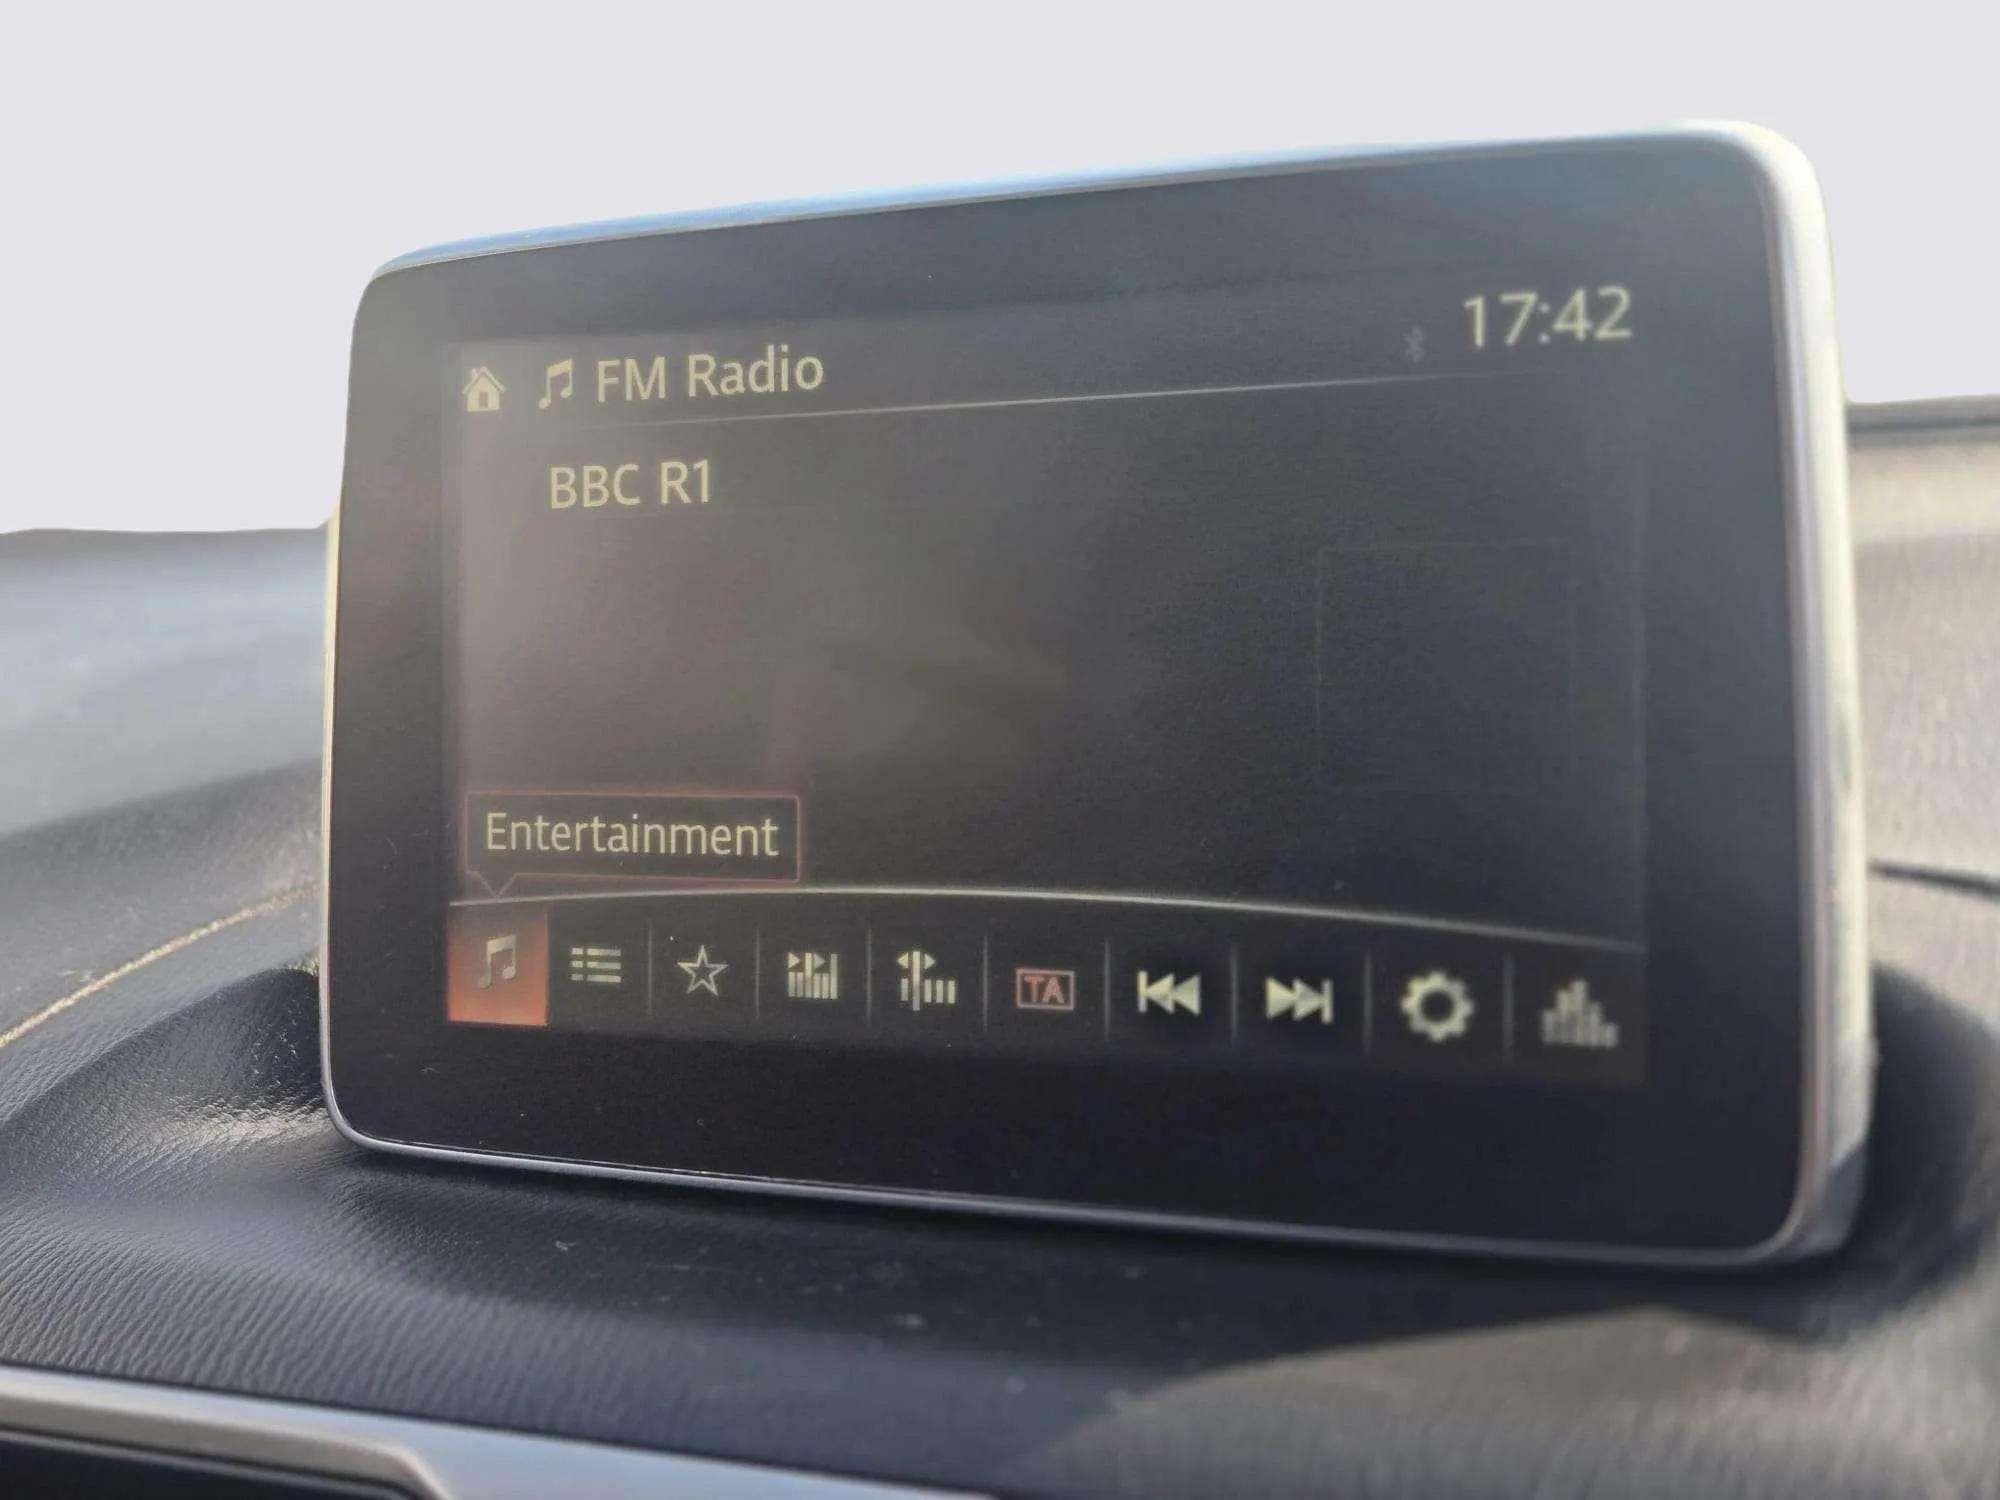 FM Radio
17:42
BBC R1
Entertainment
TA